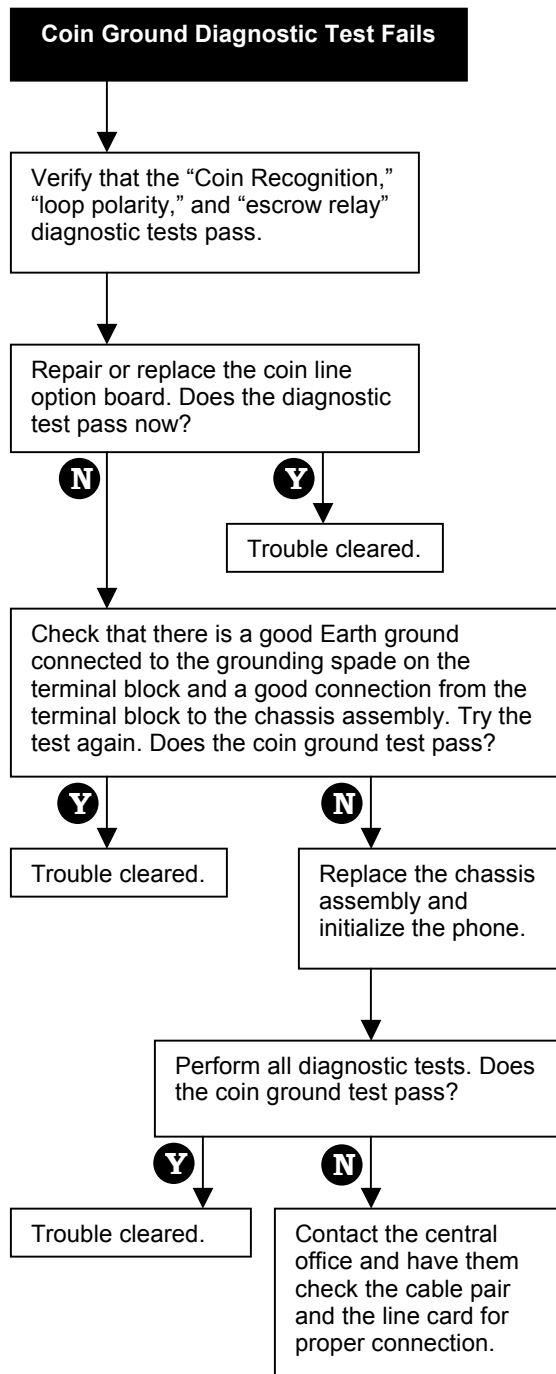 Coin Ground Diagnostic Test Fails
Verify that the “Coin Recognition,”
“loop polarity,” and “escrow relay”
diagnostic tests pass.
Repair or replace the coin line
option board. Does the diagnostic
test pass now?
N
Y
Trouble cleared.
Check that there is a good Earth ground
connected to the grounding spade on the
terminal block and a good connection from the
terminal block to the chassis assembly. Try the
test again. Does the coin ground test pass?
Y
N
Trouble cleared.
Replace the chassis
assembly and
initialize the phone.
Perform all diagnostic tests. Does
the coin ground test pass?
Y
N
Trouble cleared.
Contact the central
office and have them
check the cable pair
and the line card for
proper connection.